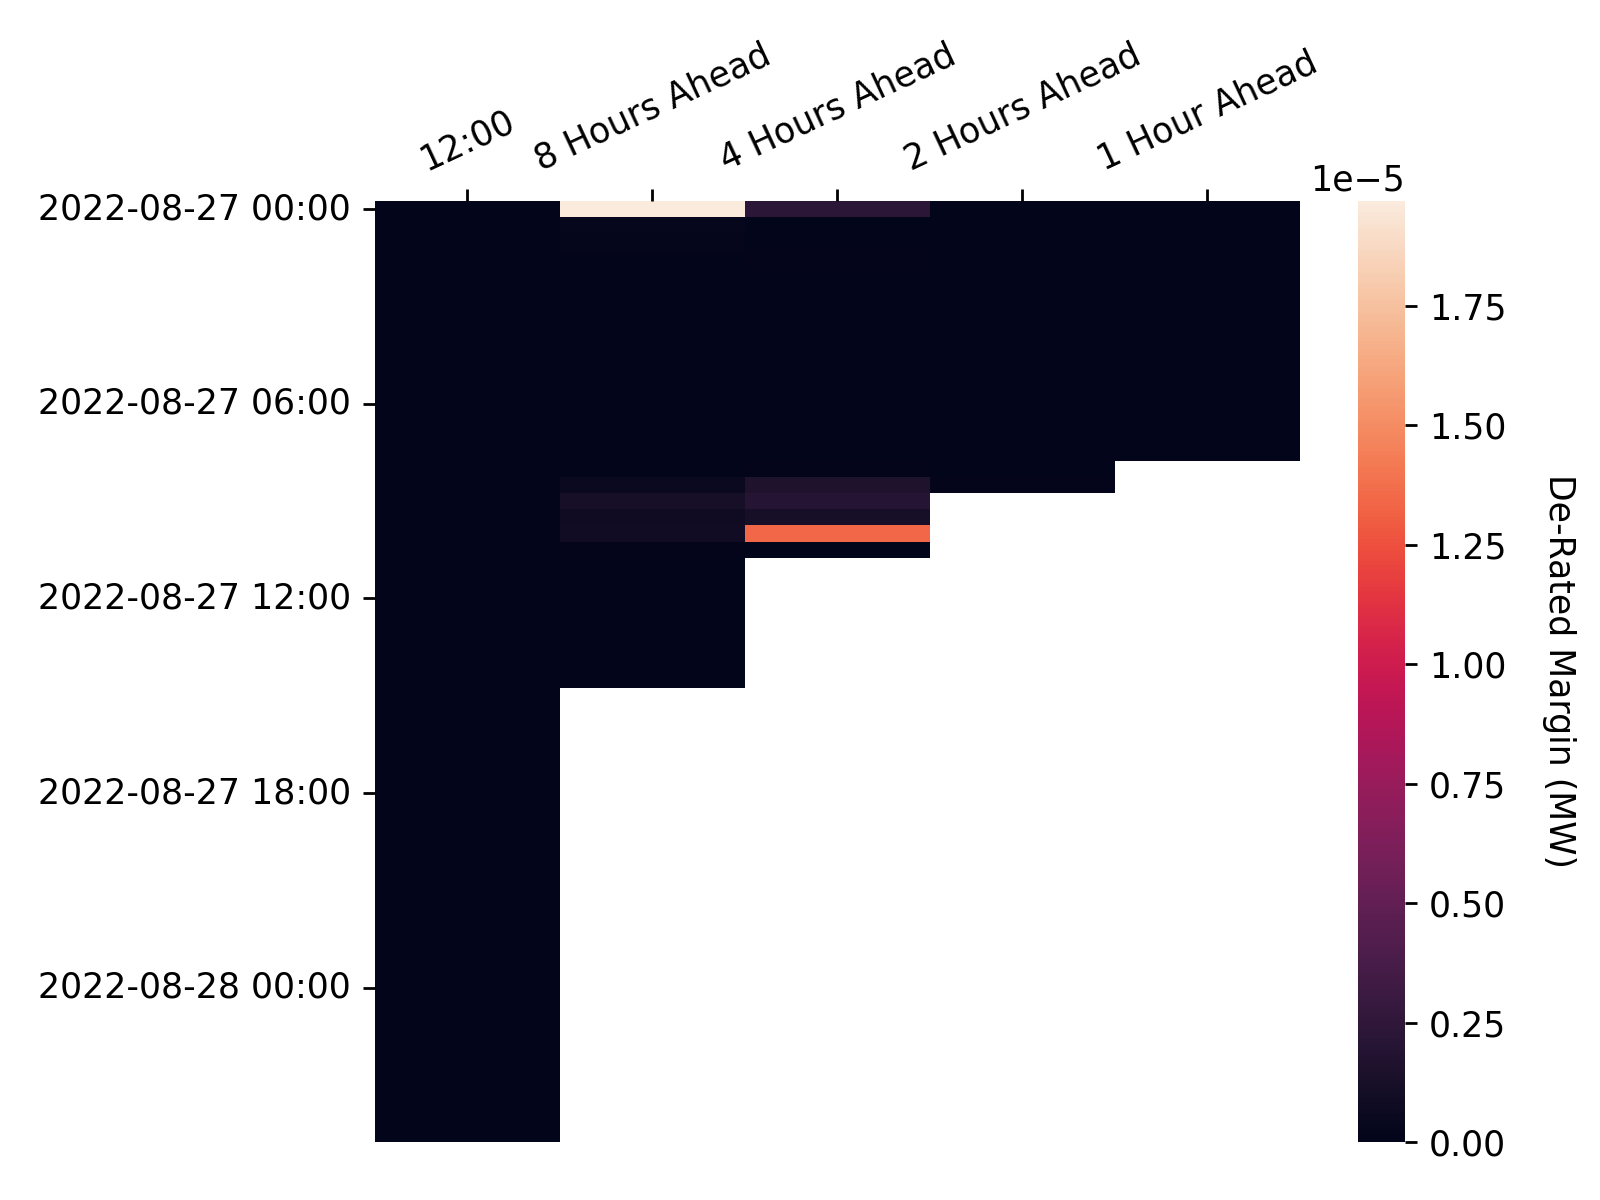 12:00
8 Hours Ahead
4 Hours Ahead
2 Hours Ahead
1 Hour Ahead
2022-08-27 00:00
2022-08-27 06:00
2022-08-27 12:00
2022-08-27 18:00
2022-08-28 00:00
1e−5
1.75
1.50
1.25
1.00
0.75
0.50
0.25
0.00
De-Rated Margin (MW)